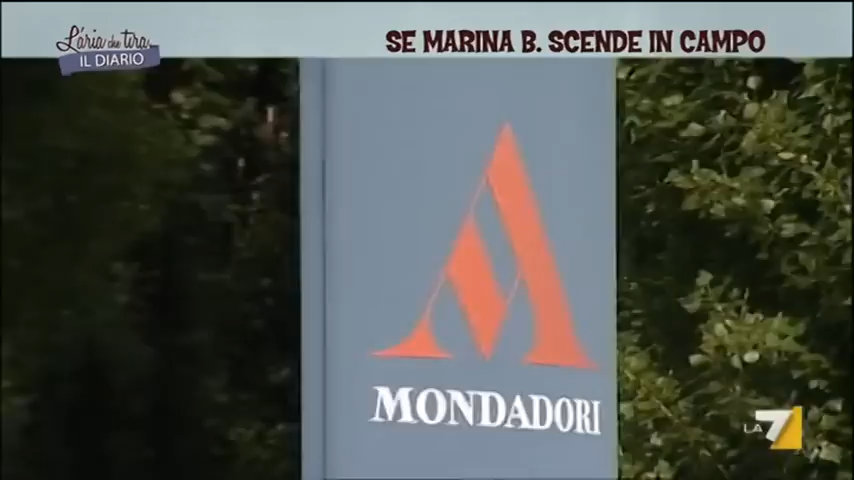 L'aria che tira
IL DIARIO
SE MARINA B. SCENDE IN CAMPO
MONDADORI
LA 7